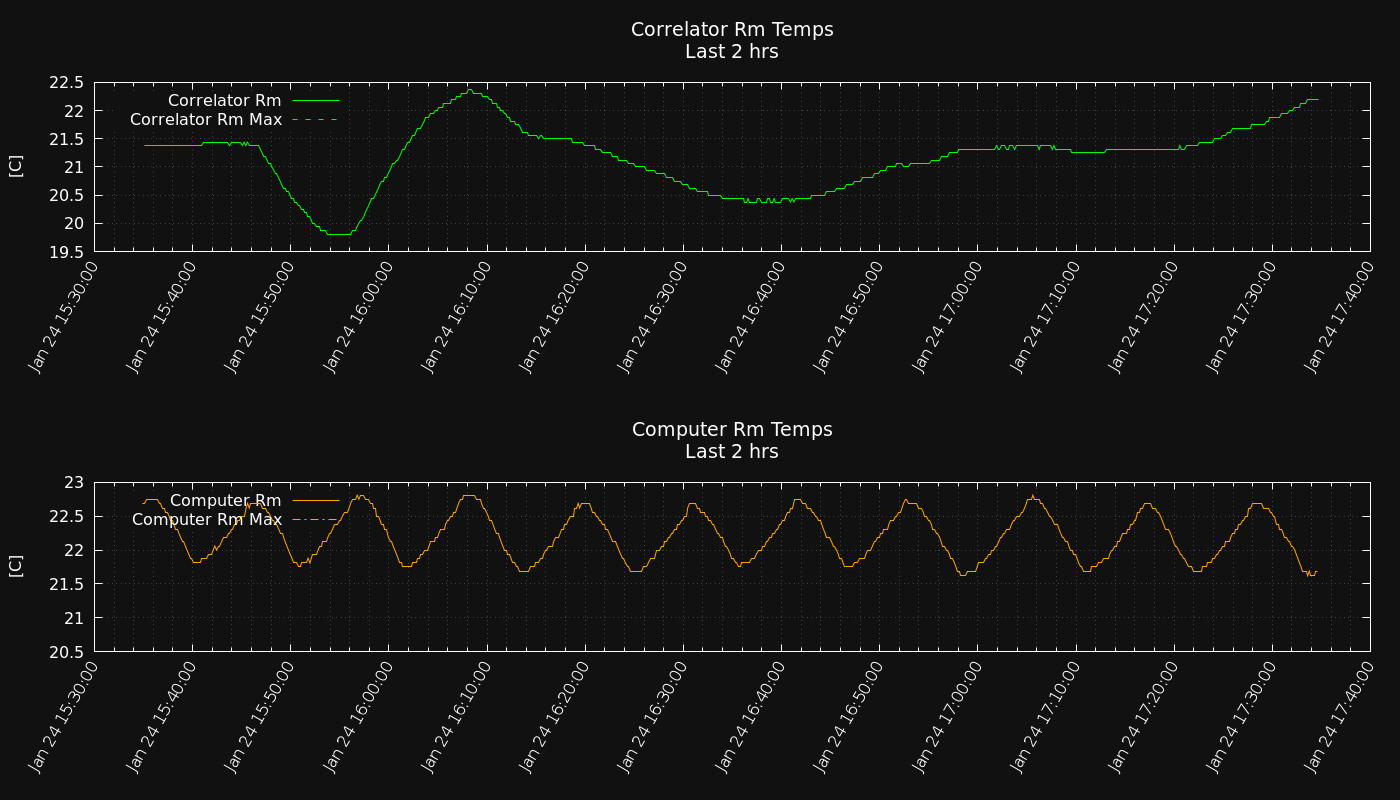 Correlator Rm Temps
Last 2 hrs
22.5
22
21.5
21
20.5
20
19.5
[C]
Correlator Rm
Correlator Rm Max
Jan 24 15:30:00
Jan 24 15:40:00
Jan 24 15:50:00
Jan 24 16:00:00
Jan 24 16:10:00
Jan 24 16:20:00
Jan 24 16:30:00
Jan 24 16:40:00
Jan 24 16:50:00
Jan 24 17:00:00
Jan 24 17:10:00
Jan 24 17:20:00
Jan 24 17:30:00
Jan 24 17:40:00
Computer Rm Temps
Last 2 hrs
23
22.5
22
21.5
21
20.5
[C]
Computer Rm
Computer Rm Max
Jan 24 15:30:00
Jan 24 15:40:00
Jan 24 15:50:00
Jan 24 16:00:00
Jan 24 16:10:00
Jan 24 16:20:00
Jan 24 16:30:00
Jan 24 16:40:00
Jan 24 16:50:00
Jan 24 17:00:00
Jan 24 17:10:00
Jan 24 17:20:00
Jan 24 17:30:00
Jan 24 17:40:00